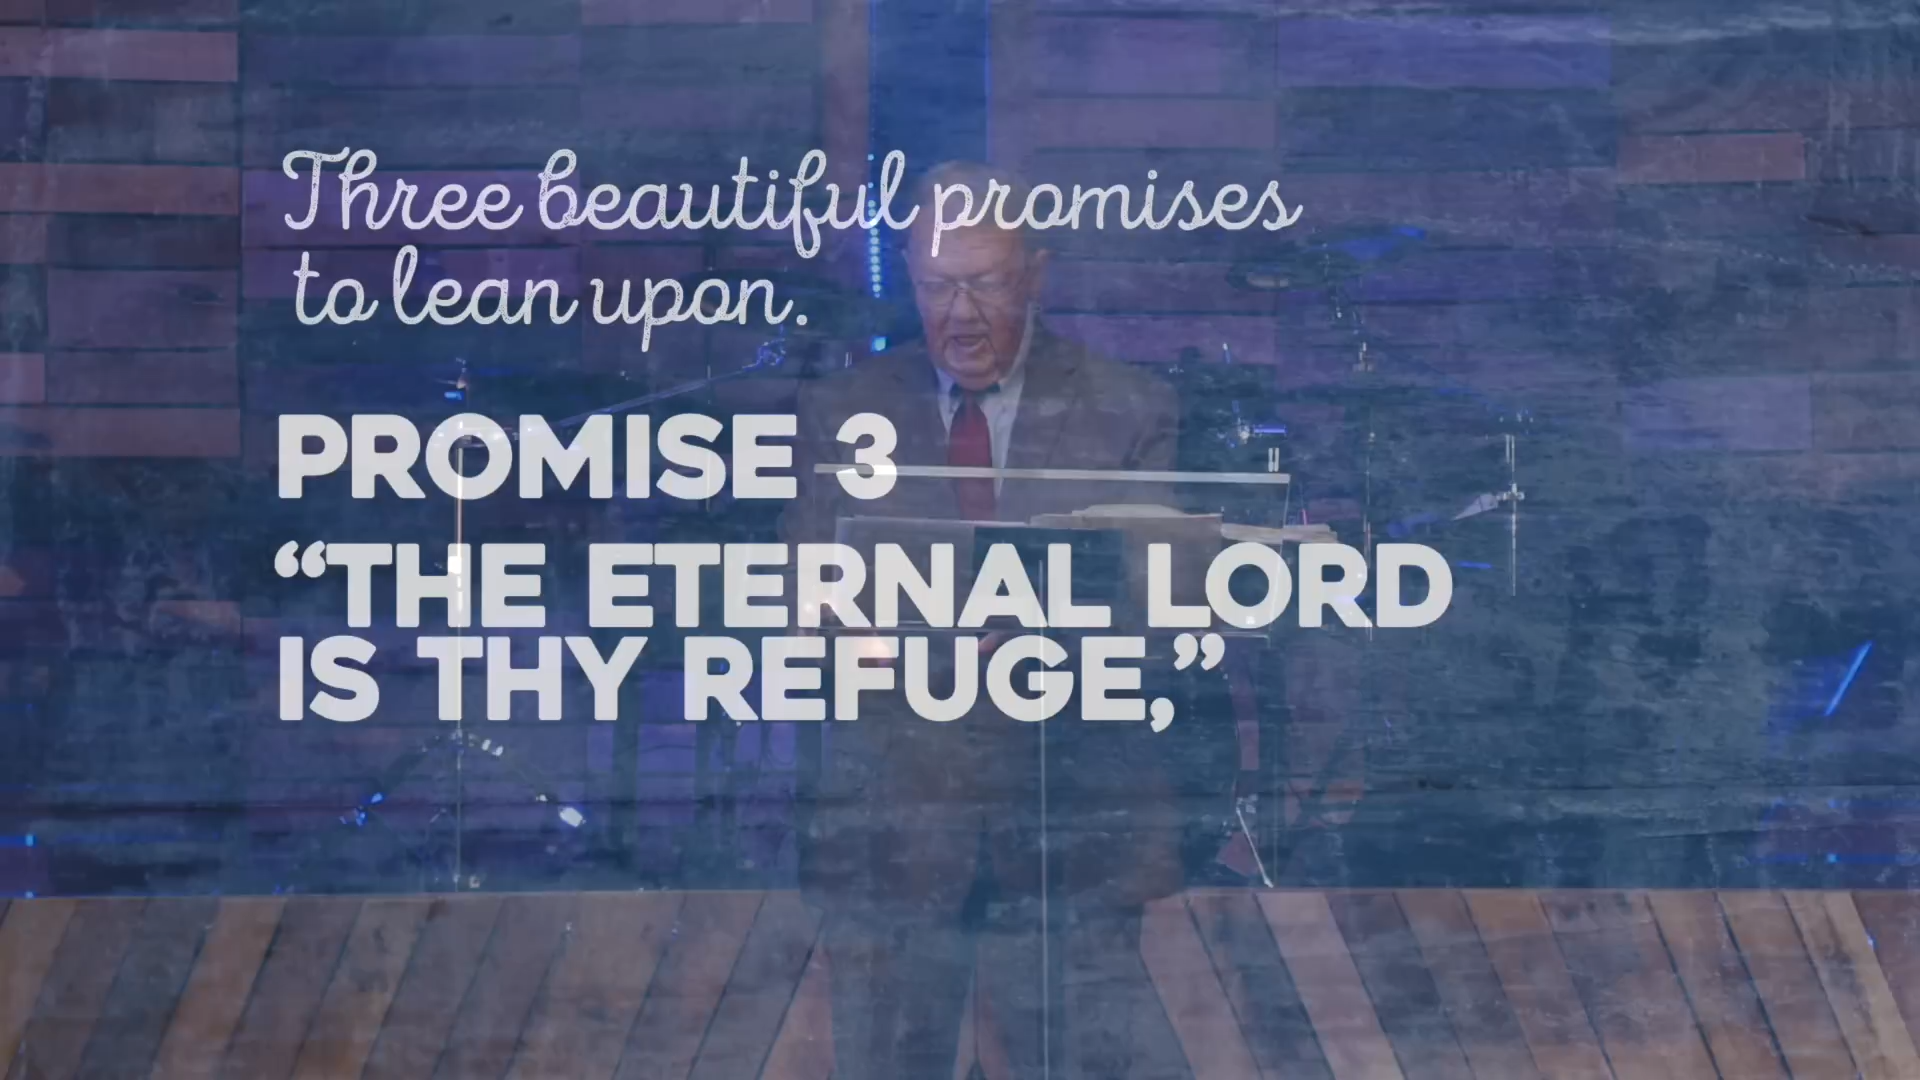 Three beautiful promises
to lean upon.
PROMISE 3
“THE ETERNAL LORD
IS THY REFUGE,”